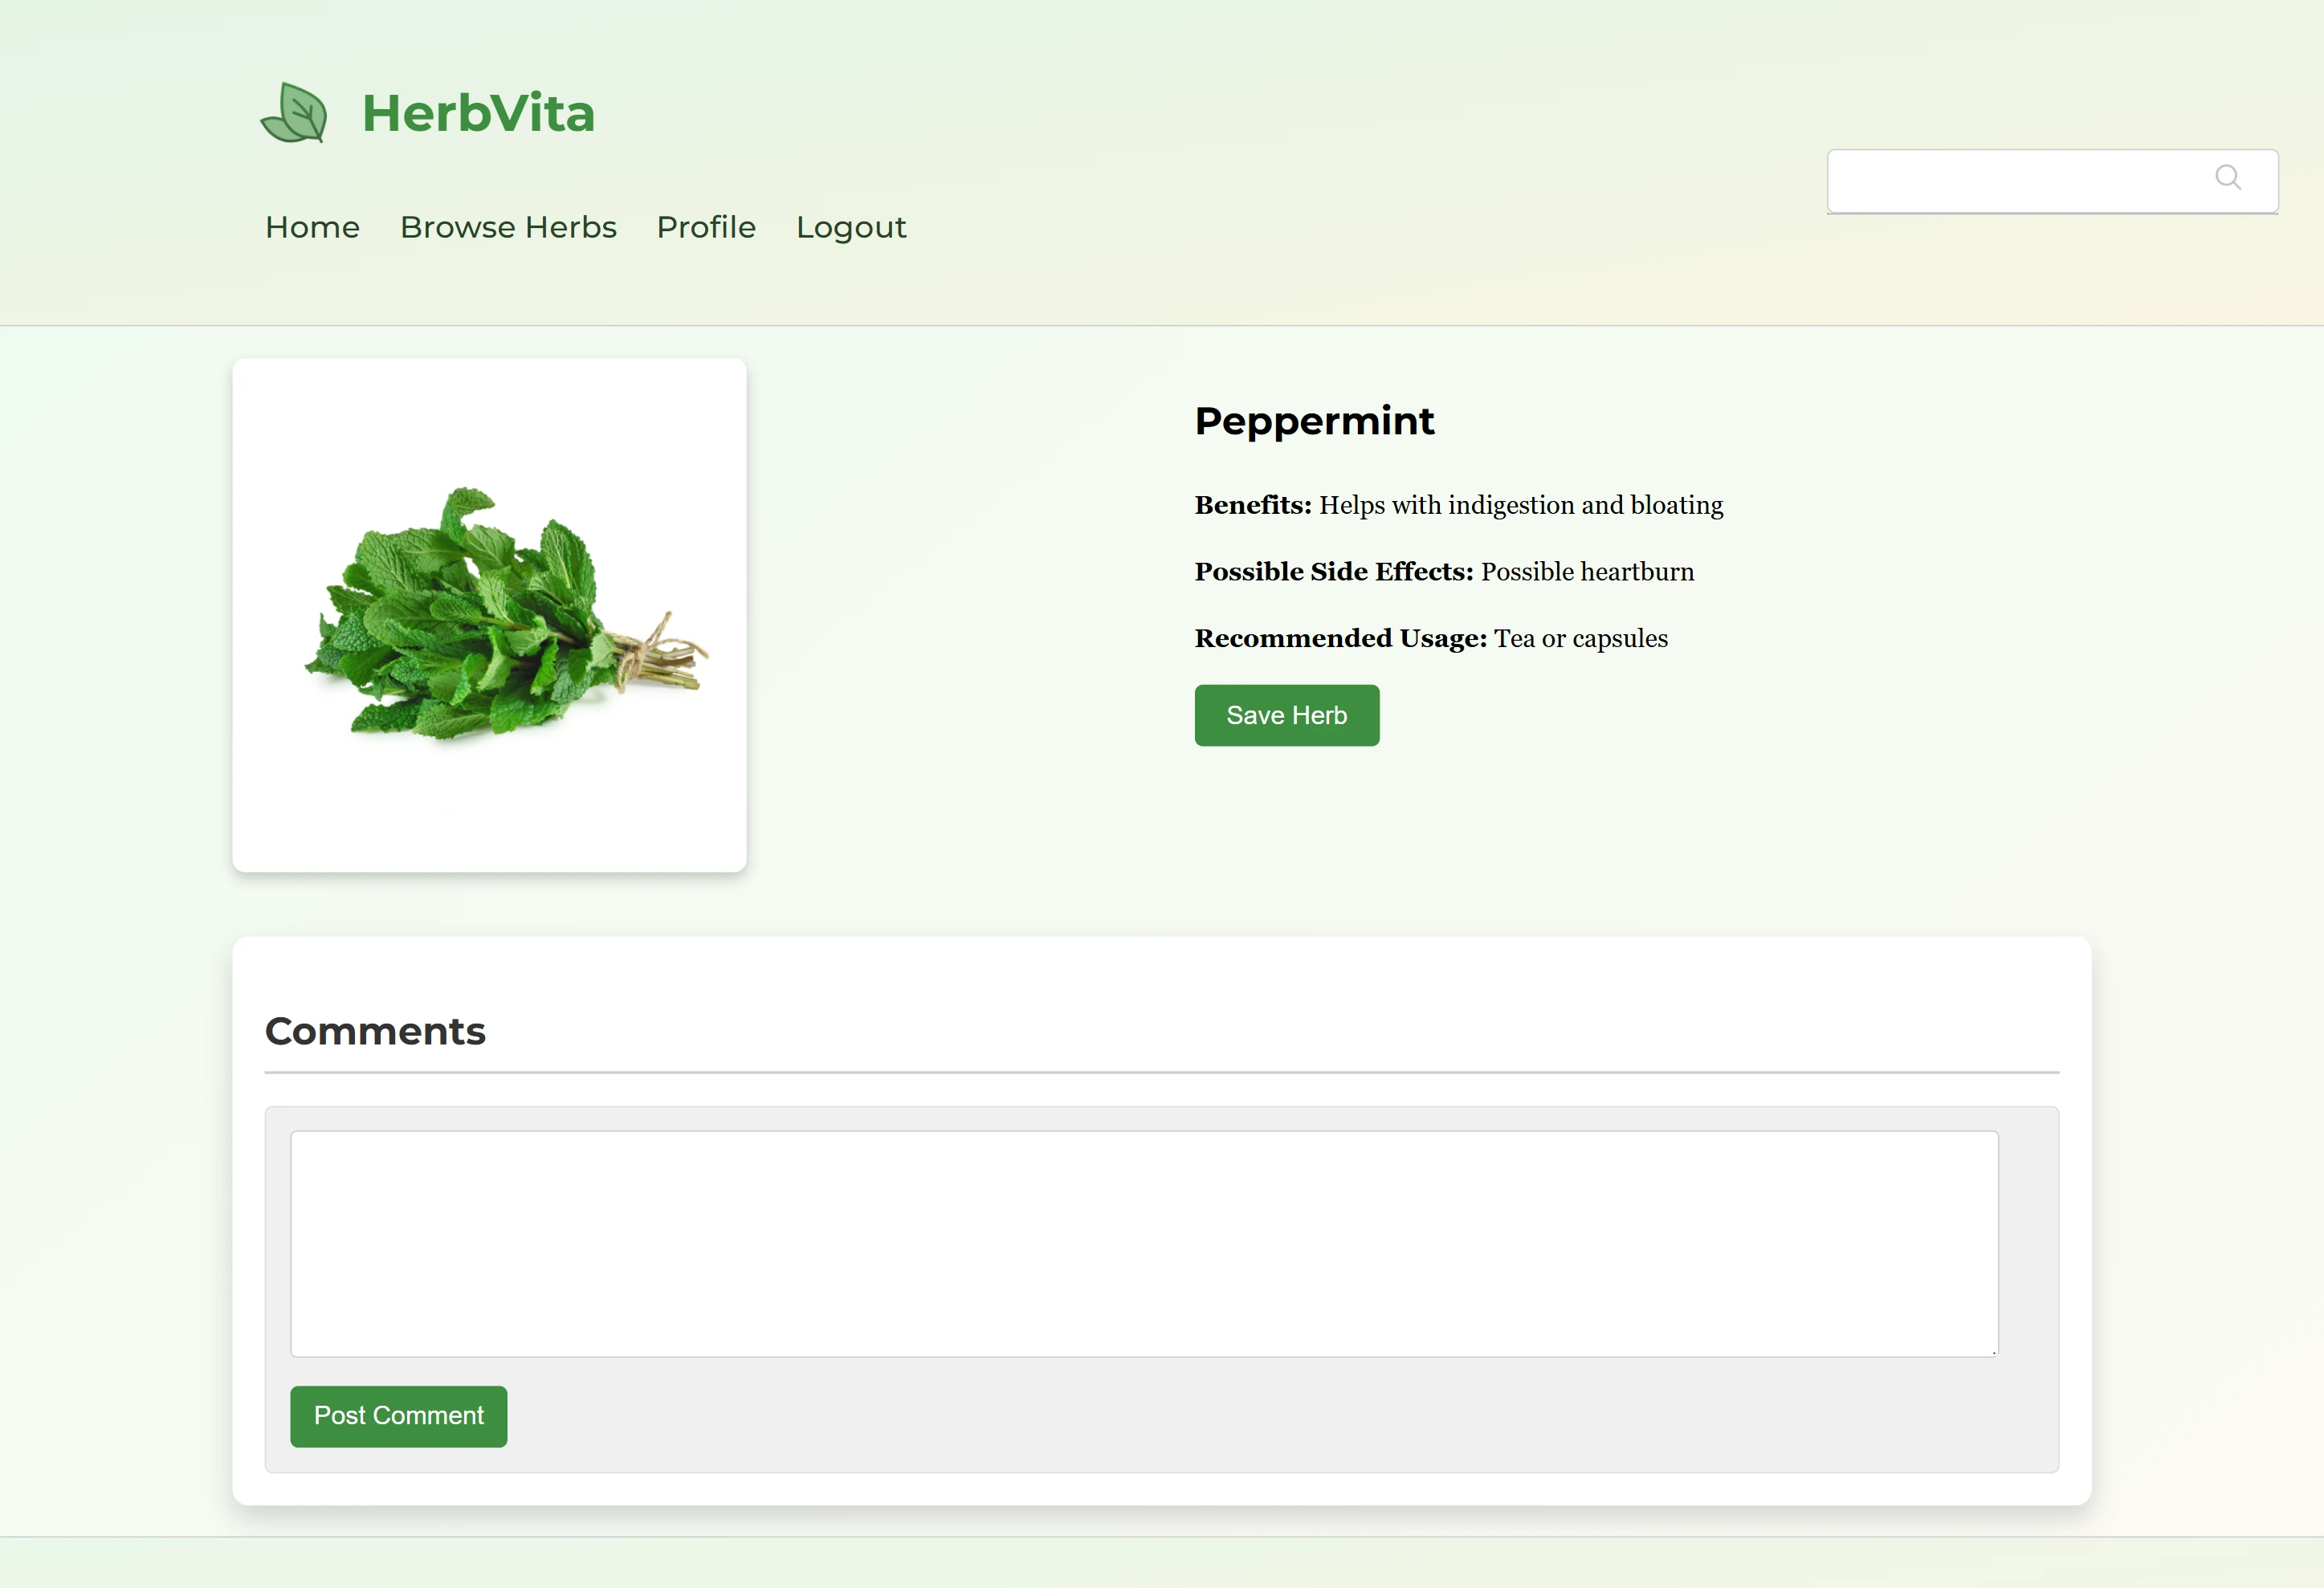 HerbVita
Home Browse Herbs Profile Logout
Peppermint
Benefits: Helps with indigestion and bloating
Possible Side Effects: Possible heartburn
Recommended Usage: Tea or capsules
Save Herb
Comments
Post Comment